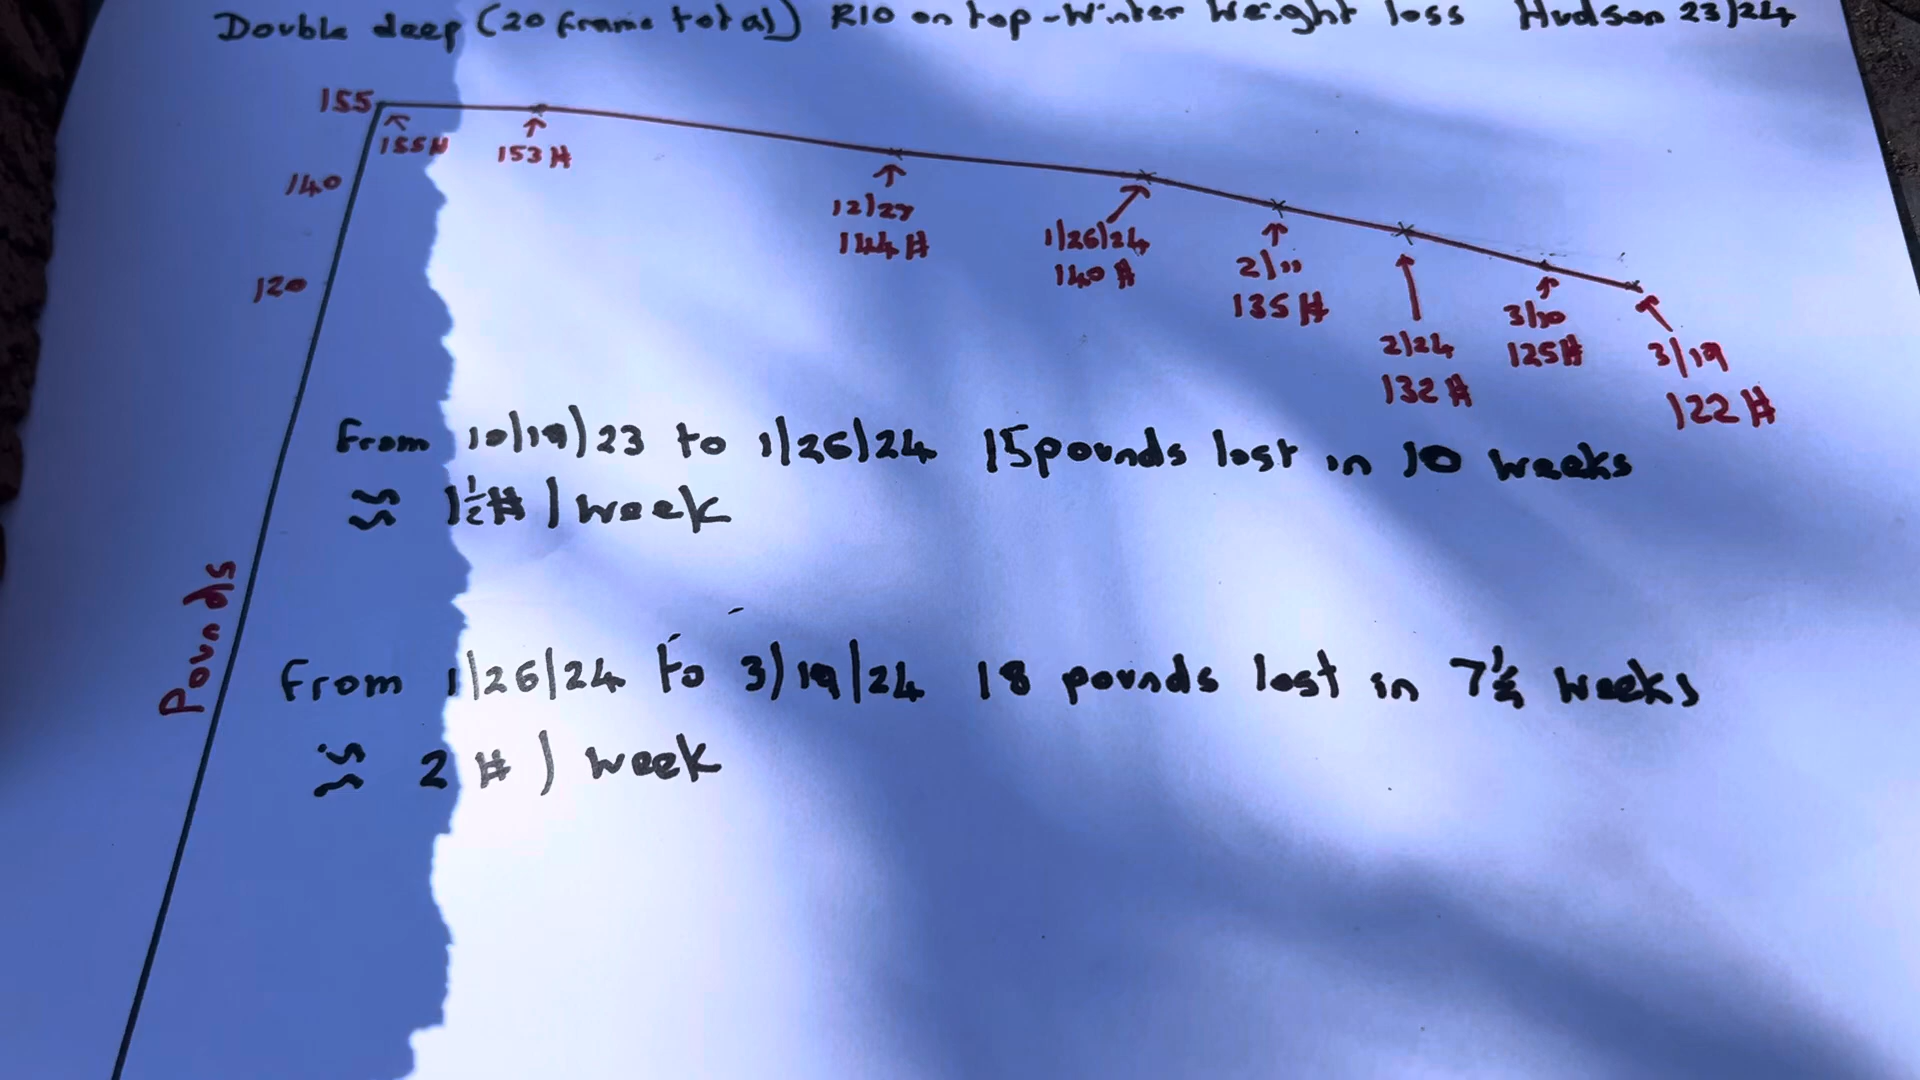 Double deep (20 frame total) R10 on top - Winter Weight loss Hudson 23/24
155
155#
153#
140
12/27
144#
1/26/24
140#
120
2/11
135#
2/24
132#
3/10
125#
3/19
122#
From 10/19/23 to 1/26/24 15 pounds lost in 10 weeks
≈ 1½# / week
Pounds
From 1/26/24 to 3/19/24 18 pounds lost in 7½ weeks
≈ 2 # / week